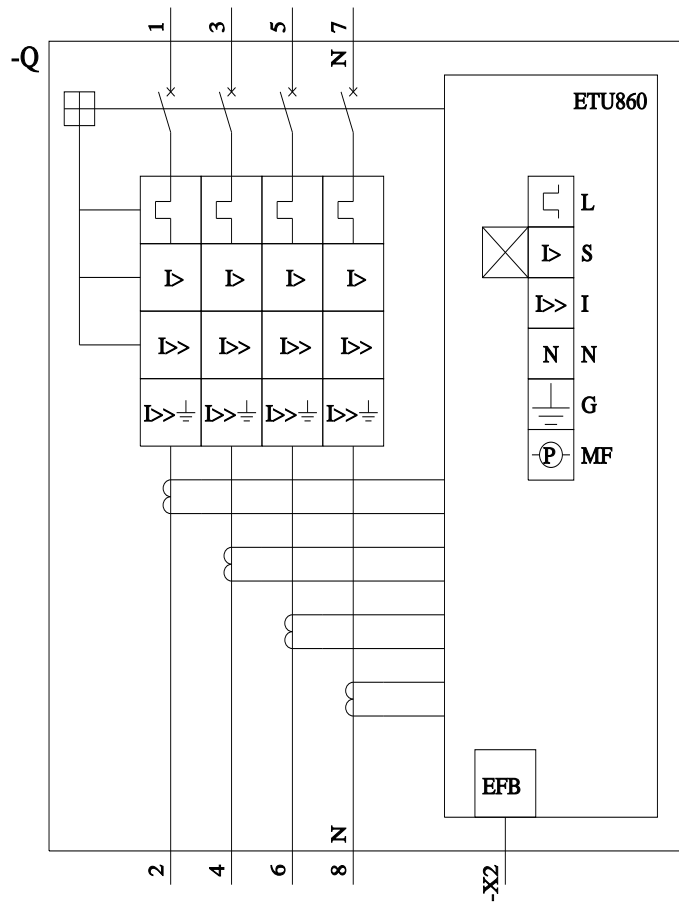 1 3 5 7
N
-Q
ETU860
L
I> I> I> I> I> S
I>> I>> I>> I>> I>> I
N N
I>> I>> I>> I>> G
P MF
EFB
N
2 4 6 8
-X2